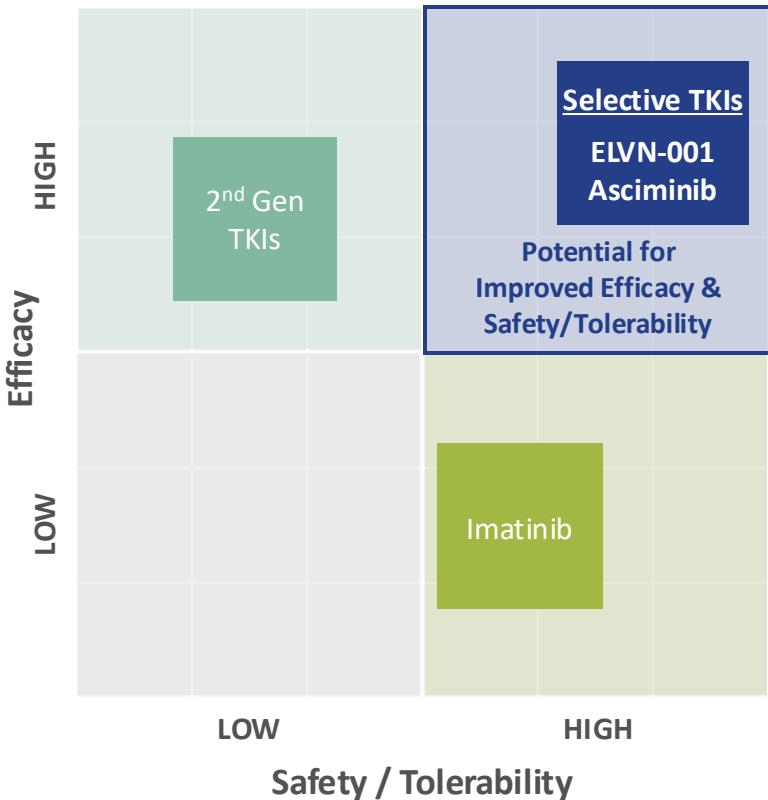 Efficacy
HIGH
LOW
2nd Gen
TKIs
Selective TKIs
ELVN-001
Asciminib
Potential for
Improved Efficacy &
Safety/Tolerability
Imatinib
LOW
HIGH
Safety / Tolerability